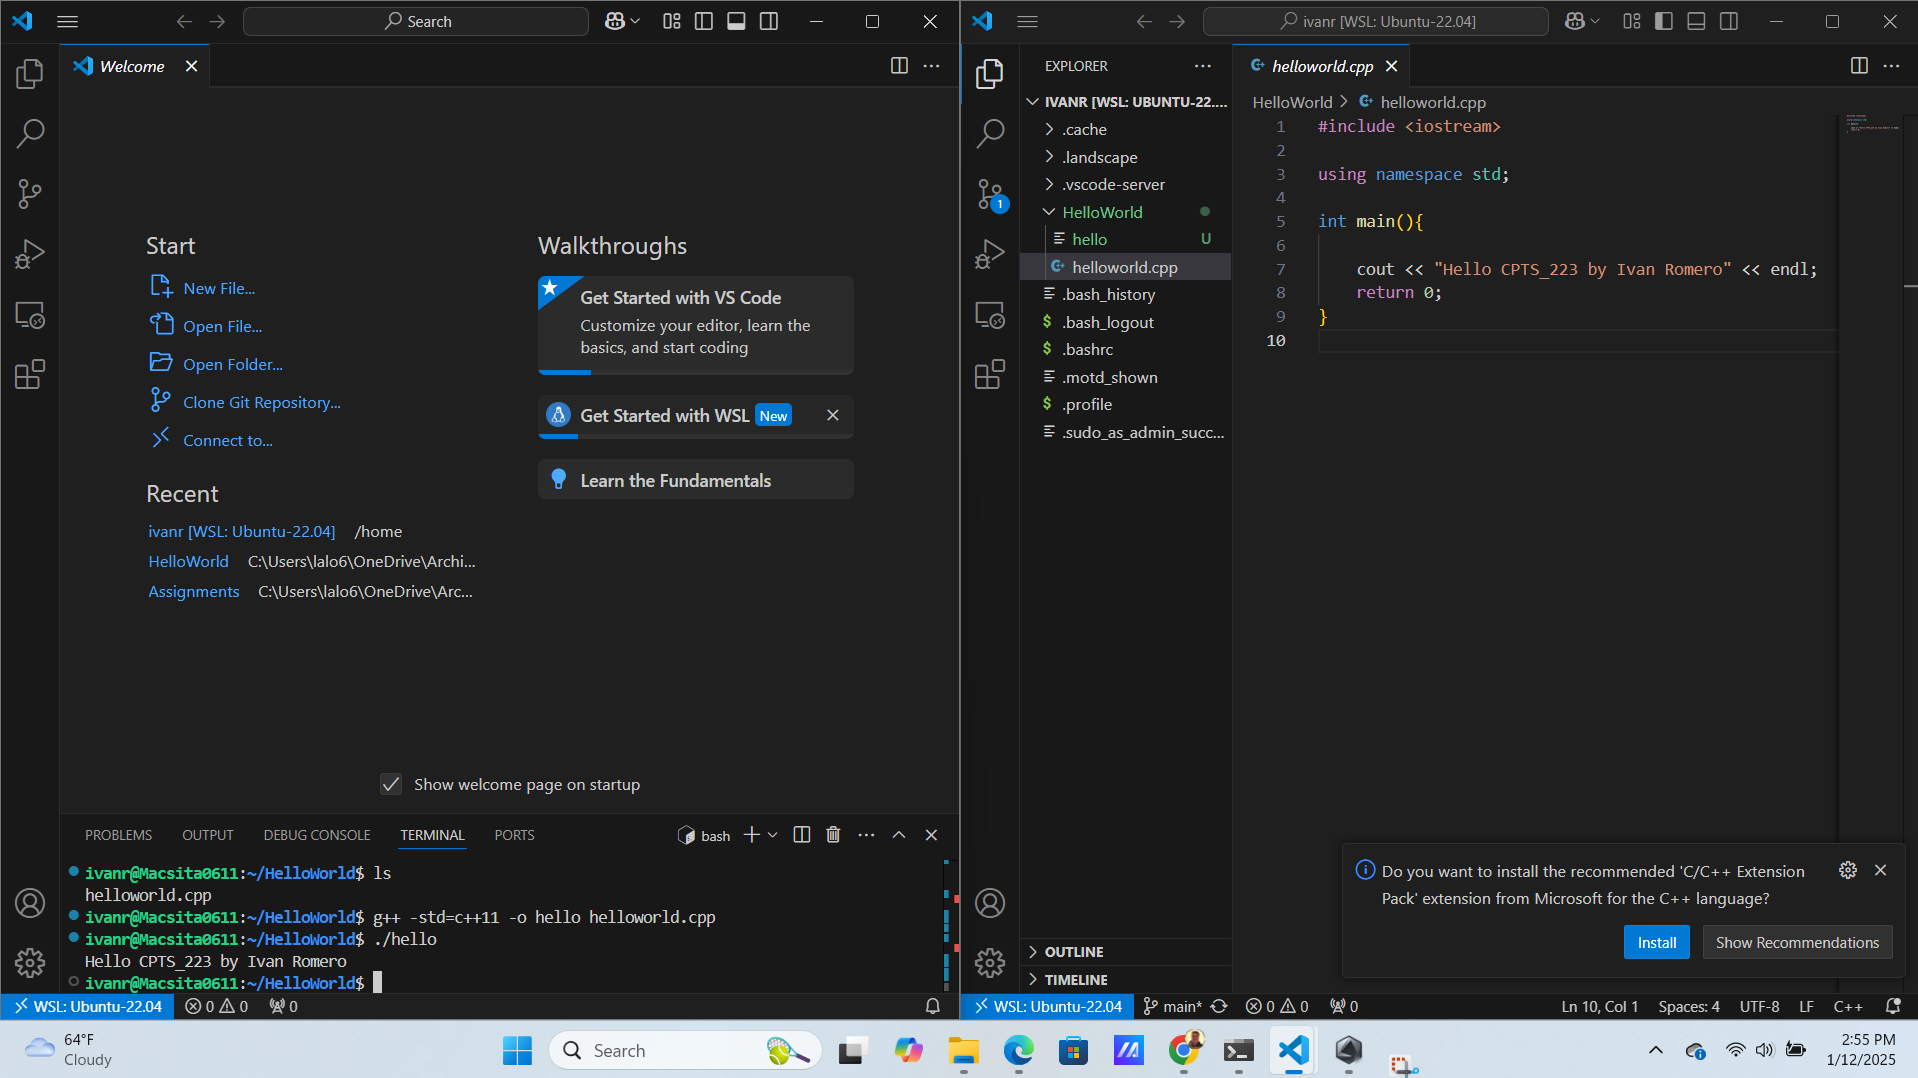 Search
Welcome
Start
New File...
Open File...
Open Folder...
Clone Git Repository...
Connect to...
Recent
ivanr [WSL: Ubuntu-22.04] /home
HelloWorld C:\Users\lalo6\OneDrive\Archi...
Assignments C:\Users\lalo6\OneDrive\Arc...
Walkthroughs
Get Started with VS Code
Customize your editor, learn the
basics, and start coding
Get Started with WSL New
Learn the Fundamentals
Show welcome page on startup
PROBLEMS OUTPUT DEBUG CONSOLE TERMINAL PORTS bash
ivanr@Macsita0611:~/HelloWorld$ ls
helloworld.cpp
ivanr@Macsita0611:~/HelloWorld$ g++ -std=c++11 -o hello helloworld.cpp
ivanr@Macsita0611:~/HelloWorld$ ./hello
Hello CPTS_223 by Ivan Romero
ivanr@Macsita0611:~/HelloWorld$
WSL: Ubuntu-22.04 0 0 0
ivanr [WSL: Ubuntu-22.04]
EXPLORER
IVANR [WSL: UBUNTU-22....
.cache
.landscape
.vscode-server
1
HelloWorld
hello U
helloworld.cpp
.bash_history
.bash_logout
.bashrc
.motd_shown
.profile
.sudo_as_admin_succ...
OUTLINE
TIMELINE
helloworld.cpp
HelloWorld > helloworld.cpp
1 #include <iostream>
2
3 using namespace std;
4
5 int main(){
6
7 cout << "Hello CPTS_223 by Ivan Romero" << endl;
8 return 0;
9 }
10
Do you want to install the recommended 'C/C++ Extension
Pack' extension from Microsoft for the C++ language?
Install Show Recommendations
WSL: Ubuntu-22.04 main* 0 0 0 Ln 10, Col 1 Spaces: 4 UTF-8 LF C++
64°F
Cloudy
Search
2:55 PM
1/12/2025